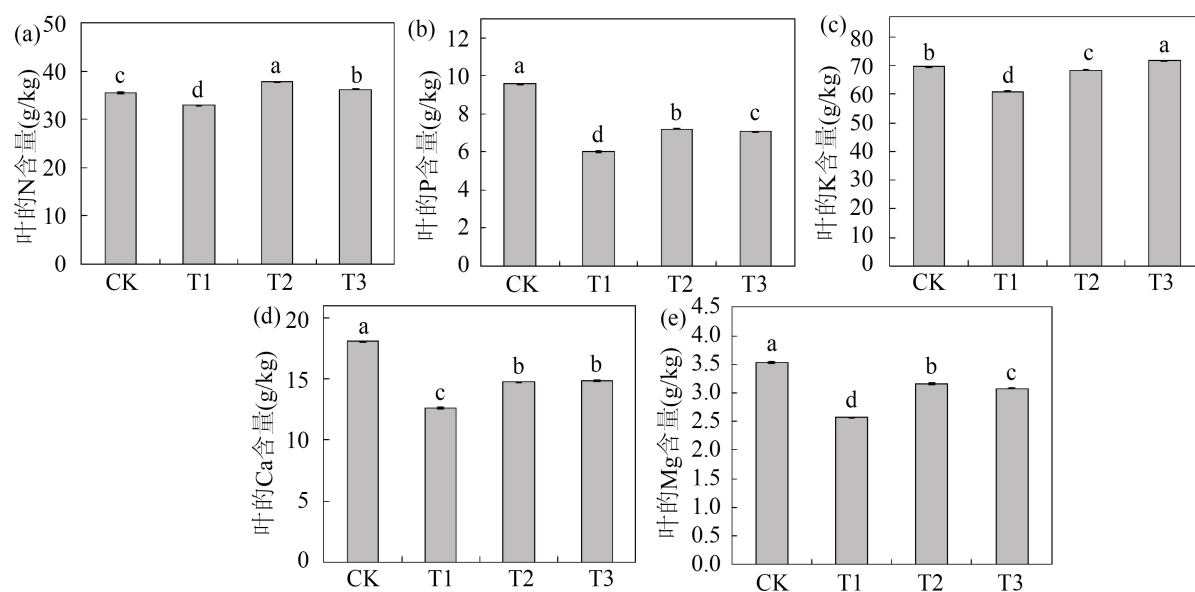 (a)
叶的N含量(g/kg)
50
40
30
20
10
0
c
d
a
b
CK
T1
T2
T3
(b)
叶的P含量(g/kg)
12
10
8
6
4
2
0
a
d
b
c
CK
T1
T2
T3
(c)
叶的K含量(g/kg)
80
70
60
50
40
30
20
10
0
b
d
c
a
CK
T1
T2
T3
(d)
叶的Ca含量(g/kg)
20
15
10
5
0
a
c
b
b
CK
T1
T2
T3
(e)
叶的Mg含量(g/kg)
4.5
4.0
3.5
3.0
2.5
2.0
1.5
1.0
0.5
0.0
a
d
b
c
CK
T1
T2
T3